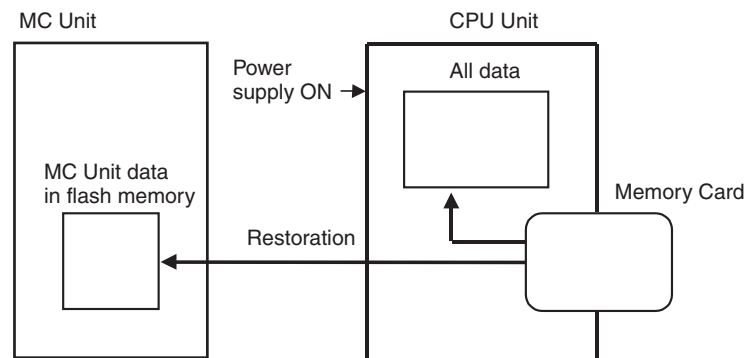 MC Unit
CPU Unit
Power
supply ON
All data
MC Unit data
in flash memory
Memory Card
Restoration